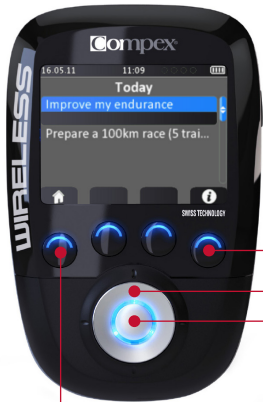 Compex
WIRELESS
16.05.11 11:09
Today
Improve my endurance
Prepare a 100km race (5 trai...
i
SWISS TECHNOLOGY